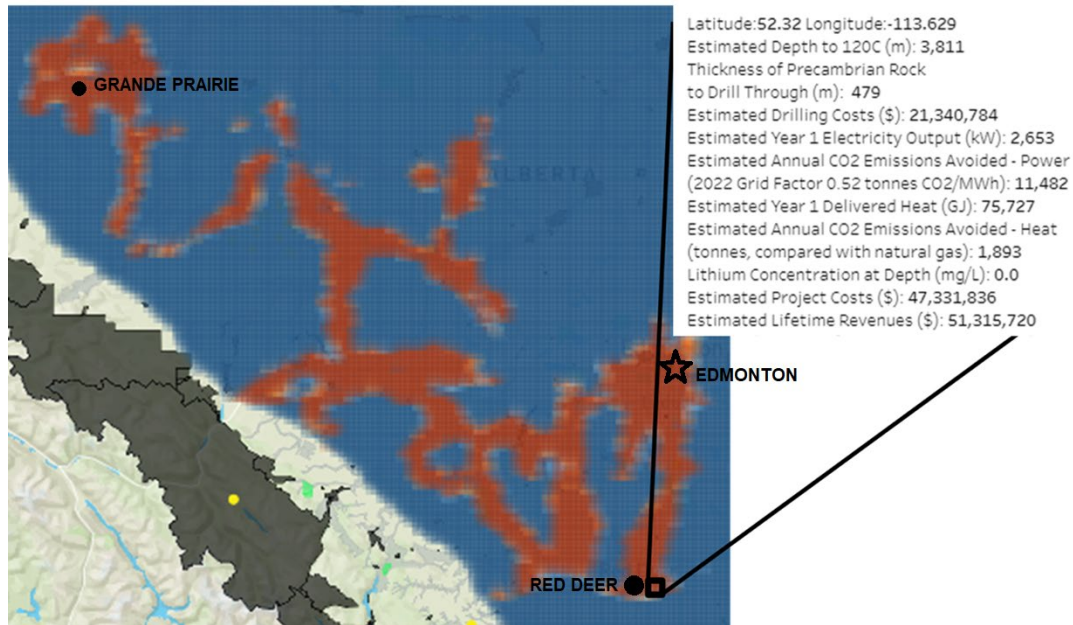 GRANDE PRAIRIE
Latitude:52.32 Longitude:-113.629
Estimated Depth to 120C (m): 3,811
Thickness of Precambrian Rock
to Drill Through (m): 479
Estimated Drilling Costs ($): 21,340,784
Estimated Year 1 Electricity Output (kW): 2,653
Estimated Annual CO2 Emissions Avoided - Power
(2022 Grid Factor 0.52 tonnes CO2/MWh): 11,482
Estimated Year 1 Delivered Heat (GJ): 75,727
Estimated Annual CO2 Emissions Avoided - Heat
(tonnes, compared with natural gas): 1,893
Lithium Concentration at Depth (mg/L): 0.0
Estimated Project Costs ($): 47,331,836
Estimated Lifetime Revenues ($): 51,315,720
ALBERTA
EDMONTON
RED DEER